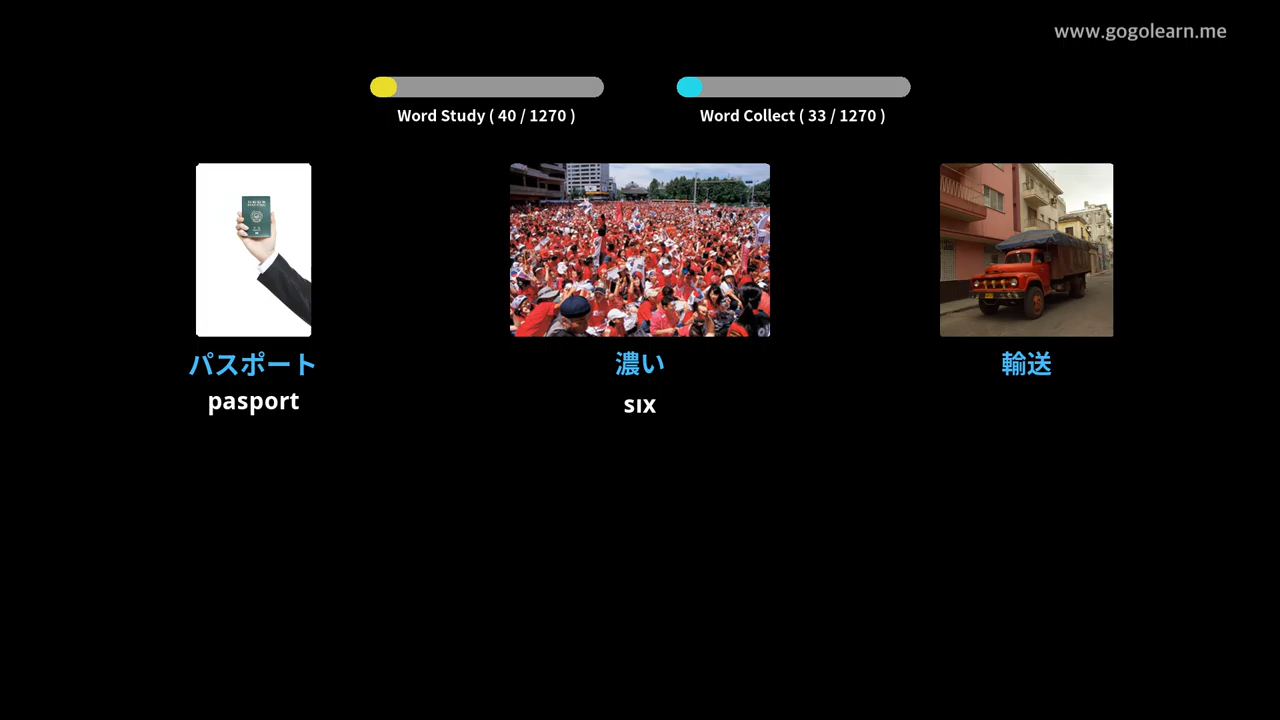 www.gogolearn.me
Word Study ( 40 / 1270 )
Word Collect ( 33 / 1270 )
パスポート
濃い
輸送
pasport
sıx